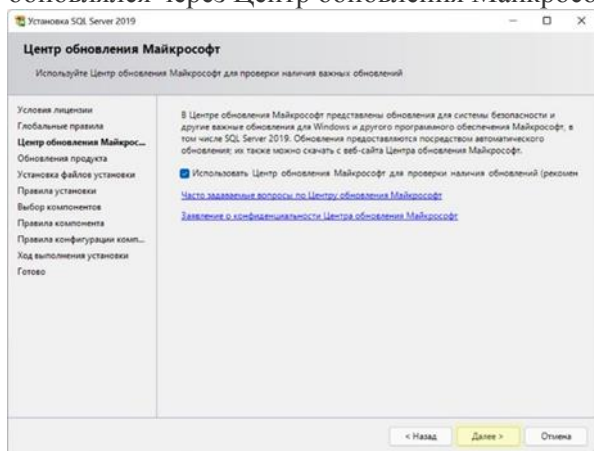 обновлялся через Центр обновления Майкросо
Установка SQL Server 2019
Центр обновления Майкрософт
Используйте Центр обновления Майкрософт для проверки наличия важных обновлений
Условия лицензии
Глобальные правила
Центр обновления Майкрос...
Обновления продукта
Установка файлов установки
Правила установки
Выбор компонентов
Правила компонента
Правила конфигурации комп...
Ход выполнения установки
Готово
В Центре обновления Майкрософт представлены обновления для системы безопасности и
другие важные обновления для Windows и другого программного обеспечения Майкрософт, в
том числе SQL Server 2019. Обновления предоставляются посредством автоматического
обновления; их также можно скачать с веб-сайта Центра обновления Майкрософт.
Использовать Центр обновления Майкрософт для проверки наличия обновлений (рекомен
Часто задаваемые вопросы по Центру обновления Майкрософт
Заявление о конфиденциальности Центра обновления Майкрософт
< Назад
Далее >
Отмена